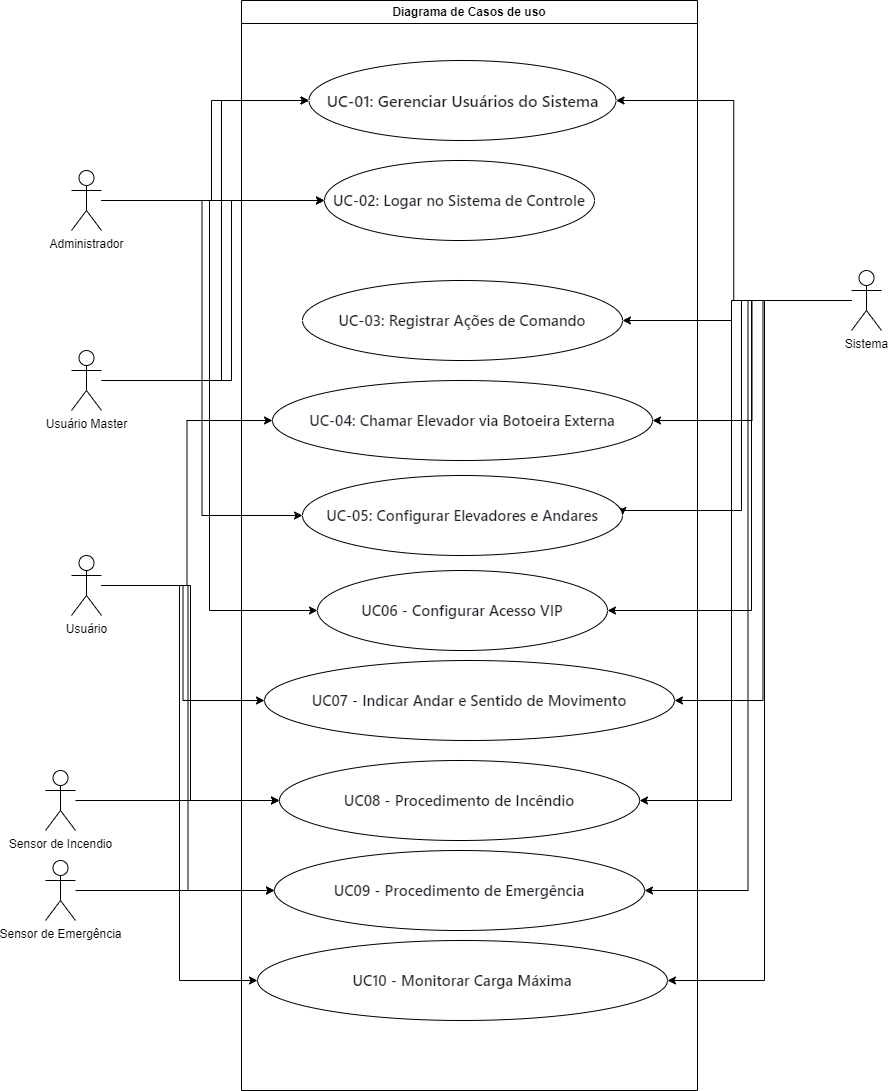 Diagrama de Casos de uso
UC-01: Gerenciar Usuários do Sistema
UC-02: Logar no Sistema de Controle
Administrador
UC-03: Registrar Ações de Comando
Sistema
Usuário Master
UC-04: Chamar Elevador via Botoeira Externa
UC-05: Configurar Elevadores e Andares
UC06 - Configurar Acesso VIP
Usuário
UC07 - Indicar Andar e Sentido de Movimento
UC08 - Procedimento de Incêndio
Sensor de Incendio
UC09 - Procedimento de Emergência
Sensor de Emergência
UC10 - Monitorar Carga Máxima